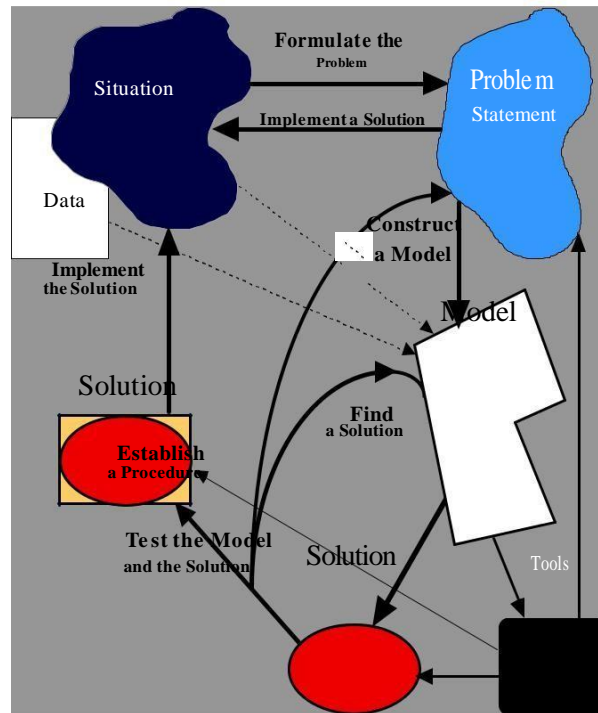 Formulate the
Problem
Situation
Problem
Statement
Implement a Solution
Data
Construct
a Model
Implement
the Solution
Model
Solution
Find
a Solution
Establish
a Procedure
Test the Model
and the Solution
Solution
Tools